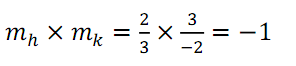 m_h × m_k = 2/3 × 3/-2 = -1